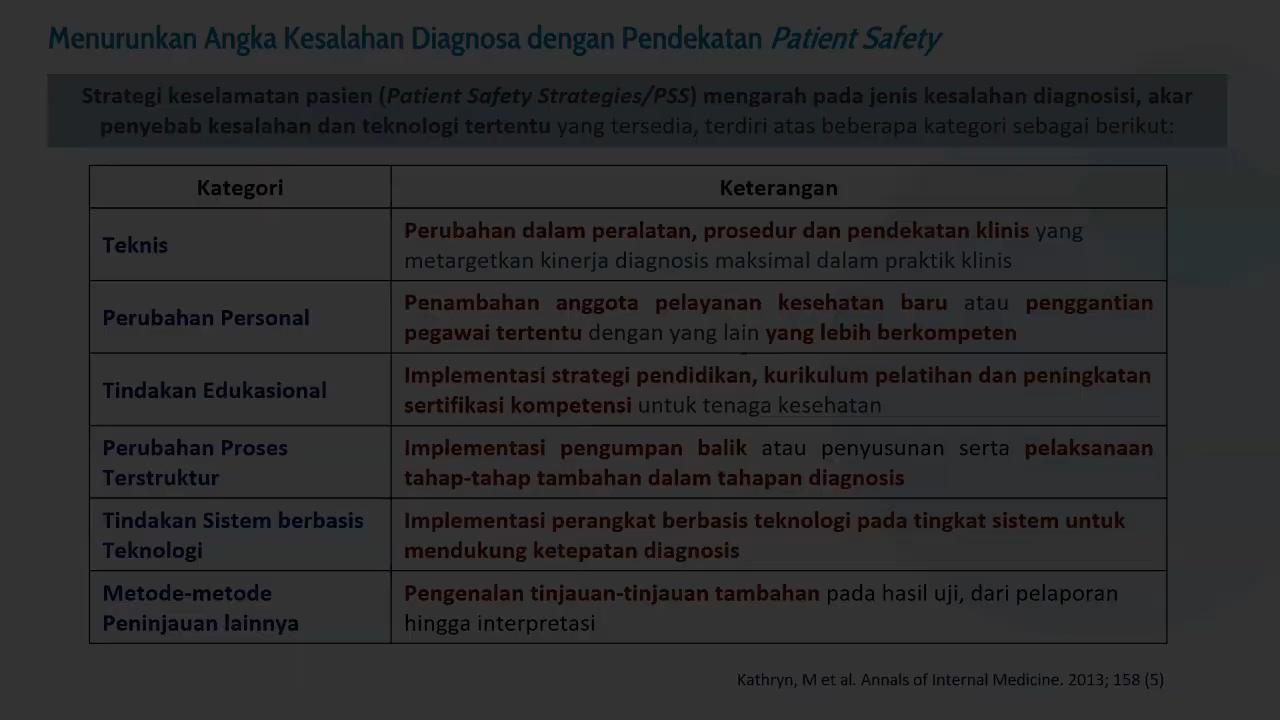 Menurunkan Angka Kesalahan Diagnosa dengan Pendekatan Patient Safety
Strategi keselamatan pasien (Patient Safety Strategies/PSS) mengarah pada jenis kesalahan diagnosisi, akar
penyebab kesalahan dan teknologi tertentu yang tersedia, terdiri atas beberapa kategori sebagai berikut:
Kategori
Keterangan
Teknis
Perubahan dalam peralatan, prosedur dan pendekatan klinis yang
metargetkan kinerja diagnosis maksimal dalam praktik klinis
Perubahan Personal
Penambahan anggota pelayanan kesehatan baru atau penggantian
pegawai tertentu dengan yang lain yang lebih berkompeten
Tindakan Edukasional
Implementasi strategi pendidikan, kurikulum pelatihan dan peningkatan
sertifikasi kompetensi untuk tenaga kesehatan
Perubahan Proses
Terstruktur
Implementasi pengumpan balik atau penyusunan serta pelaksanaan
tahap-tahap tambahan dalam tahapan diagnosis
Tindakan Sistem berbasis
Teknologi
Implementasi perangkat berbasis teknologi pada tingkat sistem untuk
mendukung ketepatan diagnosis
Metode-metode
Peninjauan lainnya
Pengenalan tinjauan-tinjauan tambahan pada hasil uji, dari pelaporan
hingga interpretasi
Kathryn, M et al. Annals of Internal Medicine. 2013; 158 (5)